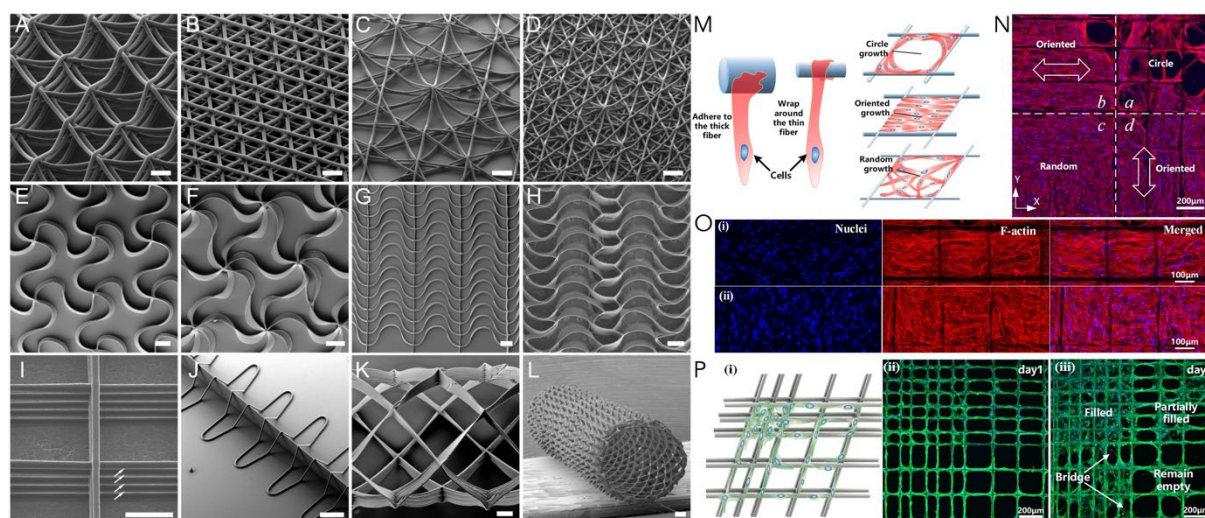 A
B
C
D
E
F
G
H
I
J
K
L
M
Adhere to
the thick
fiber
Wrap
around
the thin
fiber
Cells
Circle
growth
Oriented
growth
Random
growth
N
Oriented
Circle
b
a
c
d
Random
Oriented
Y
X
200μm
O
(i)
Nuclei
F-actin
Merged
100μm
(ii)
100μm
P
(i)
(ii)
day1
200μm
(iii)
day
Filled
Partially
filled
Bridge
Remain
empty
200μm